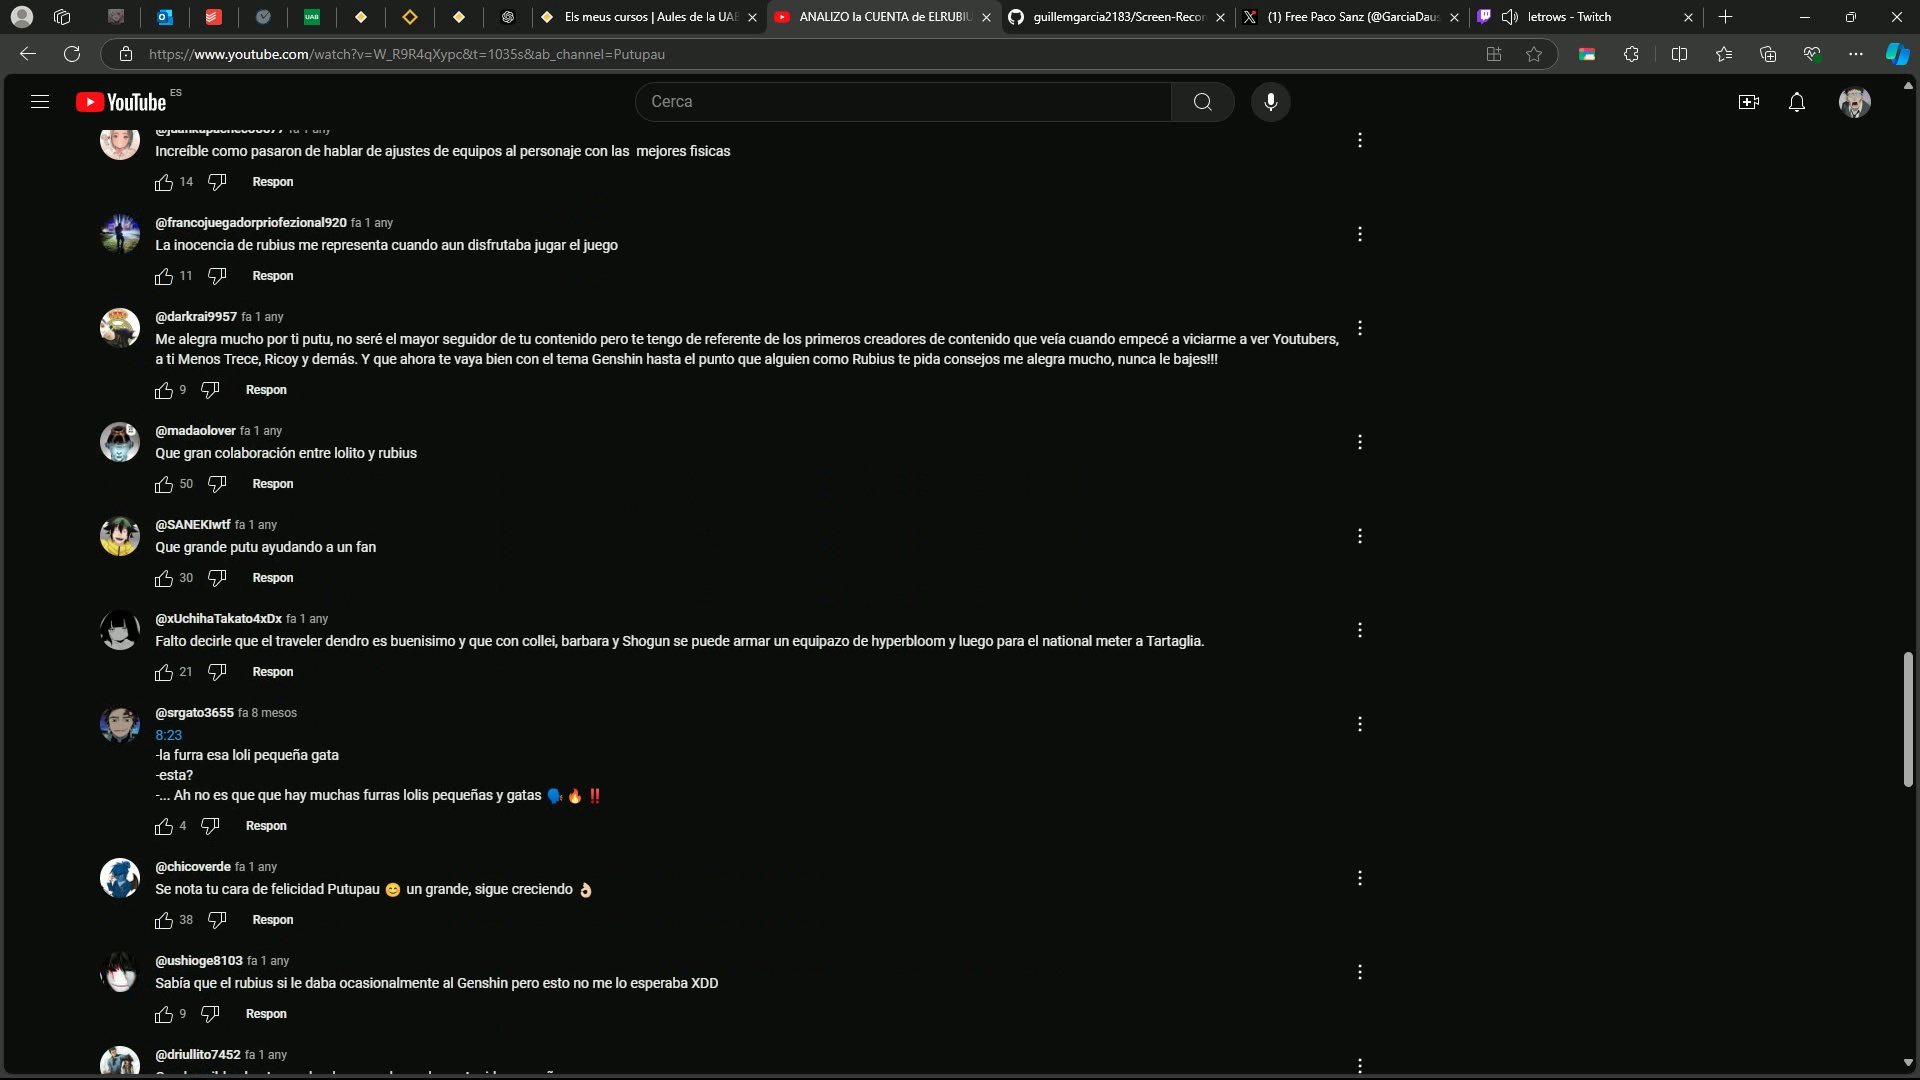 UAB
Els meus cursos | Aules de la UAB
ANALIZO la CUENTA de ELRUBIU
guillemgarcia2183/Screen-Recor
(1) Free Paco Sanz (@GarciaDaus
letrows - Twitch
https://www.youtube.com/watch?v=W_R9R4qXypc&t=1035s&ab_channel=Putupau
YouTube ES
Cerca
Increíble como pasaron de hablar de ajustes de equipos al personaje con las mejores fisicas
14 Respon
@francojuegadorpriofezional920 fa 1 any
La inocencia de rubius me representa cuando aun disfrutaba jugar el juego
11 Respon
@darkrai9957 fa 1 any
Me alegra mucho por ti putu, no seré el mayor seguidor de tu contenido pero te tengo de referente de los primeros creadores de contenido que veía cuando empecé a viciarme a ver Youtubers,
a ti Menos Trece, Ricoy y demás. Y que ahora te vaya bien con el tema Genshin hasta el punto que alguien como Rubius te pida consejos me alegra mucho, nunca le bajes!!!
9 Respon
@madaolover fa 1 any
Que gran colaboración entre lolito y rubius
50 Respon
@SANEKIwtf fa 1 any
Que grande putu ayudando a un fan
30 Respon
@xUchihaTakato4xDx fa 1 any
Falto decirle que el traveler dendro es buenisimo y que con collei, barbara y Shogun se puede armar un equipazo de hyperbloom y luego para el national meter a Tartaglia.
21 Respon
@srgato3655 fa 8 mesos
8:23
-la furra esa loli pequeña gata
-esta?
-... Ah no es que que hay muchas furras lolis pequeñas y gatas 🗣🔥‼
4 Respon
@chicoverde fa 1 any
Se nota tu cara de felicidad Putupau 😊 un grande, sigue creciendo 👌🏻
38 Respon
@ushioge8103 fa 1 any
Sabía que el rubius si le daba ocasionalmente al Genshin pero esto no me lo esperaba XDD
9 Respon
@driullito7452 fa 1 any